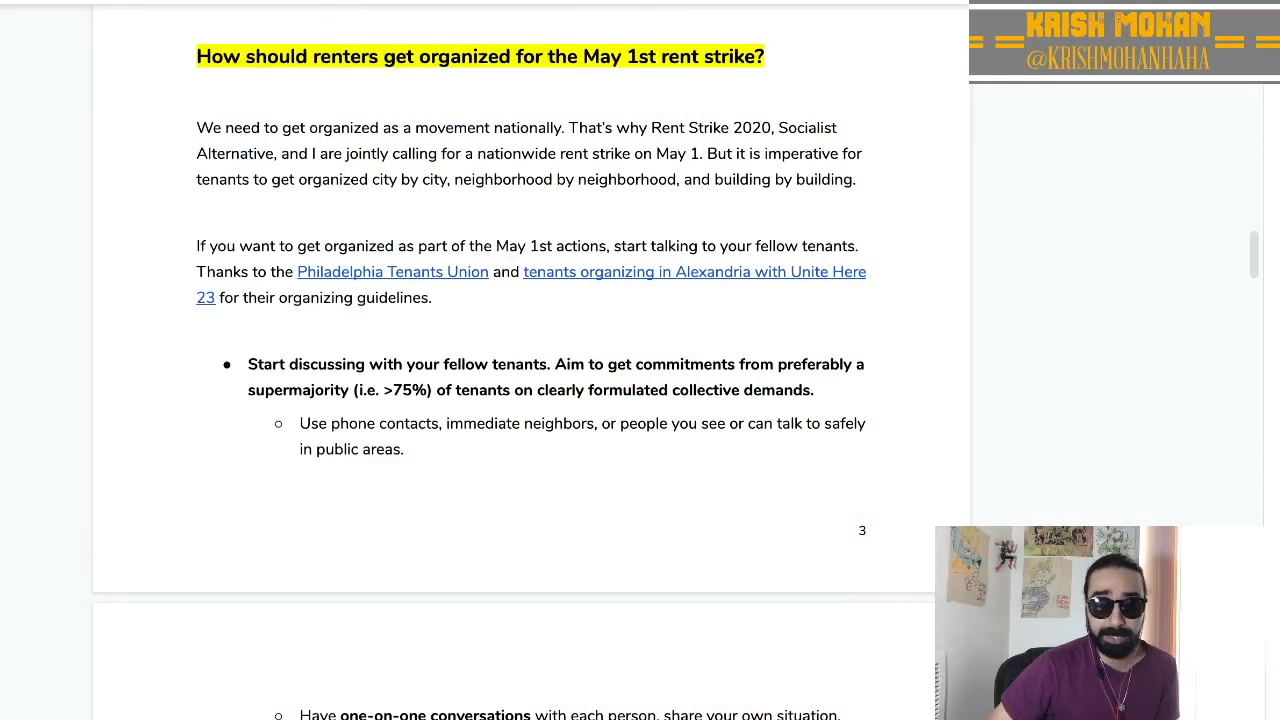 KRISH MOHAN
@KRISHMOHANHAHA
How should renters get organized for the May 1st rent strike?
We need to get organized as a movement nationally. That's why Rent Strike 2020, Socialist
Alternative, and I are jointly calling for a nationwide rent strike on May 1. But it is imperative for
tenants to get organized city by city, neighborhood by neighborhood, and building by building.
If you want to get organized as part of the May 1st actions, start talking to your fellow tenants.
Thanks to the Philadelphia Tenants Union and tenants organizing in Alexandria with Unite Here
23 for their organizing guidelines.
● Start discussing with your fellow tenants. Aim to get commitments from preferably a
supermajority (i.e. >75%) of tenants on clearly formulated collective demands.
○ Use phone contacts, immediate neighbors, or people you see or can talk to safely
in public areas.
3
○ Have one-on-one conversations with each person, share your own situation,